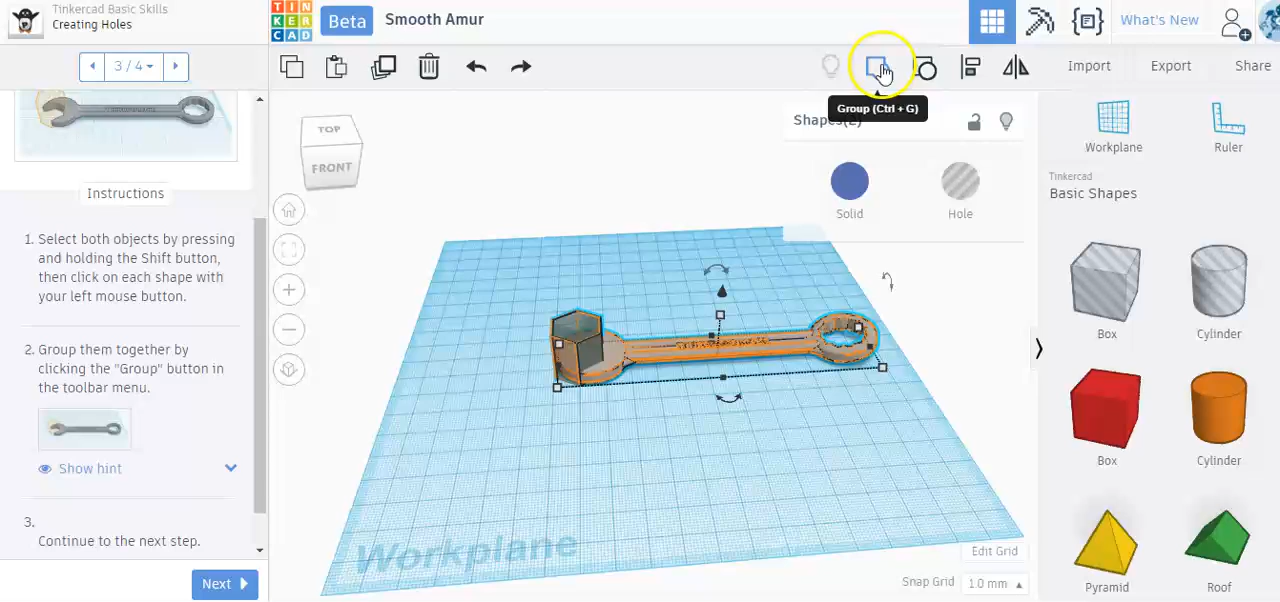 Tinkercad Basic Skills
Creating Holes
TIN
KER
CAD
Beta
Smooth Amur
What's New
3 / 4
Import
Export
Share
Group (Ctrl + G)
Shapes(2)
TOP
FRONT
Solid
Hole
Workplane
Ruler
Tinkercad
Basic Shapes
Instructions
1. Select both objects by pressing
and holding the Shift button,
then click on each shape with
your left mouse button.
2. Group them together by
clicking the "Group" button in
the toolbar menu.
Show hint
3.
Continue to the next step.
Next
Box
Cylinder
Box
Cylinder
Pyramid
Roof
Workplane
Edit Grid
Snap Grid
1.0 mm